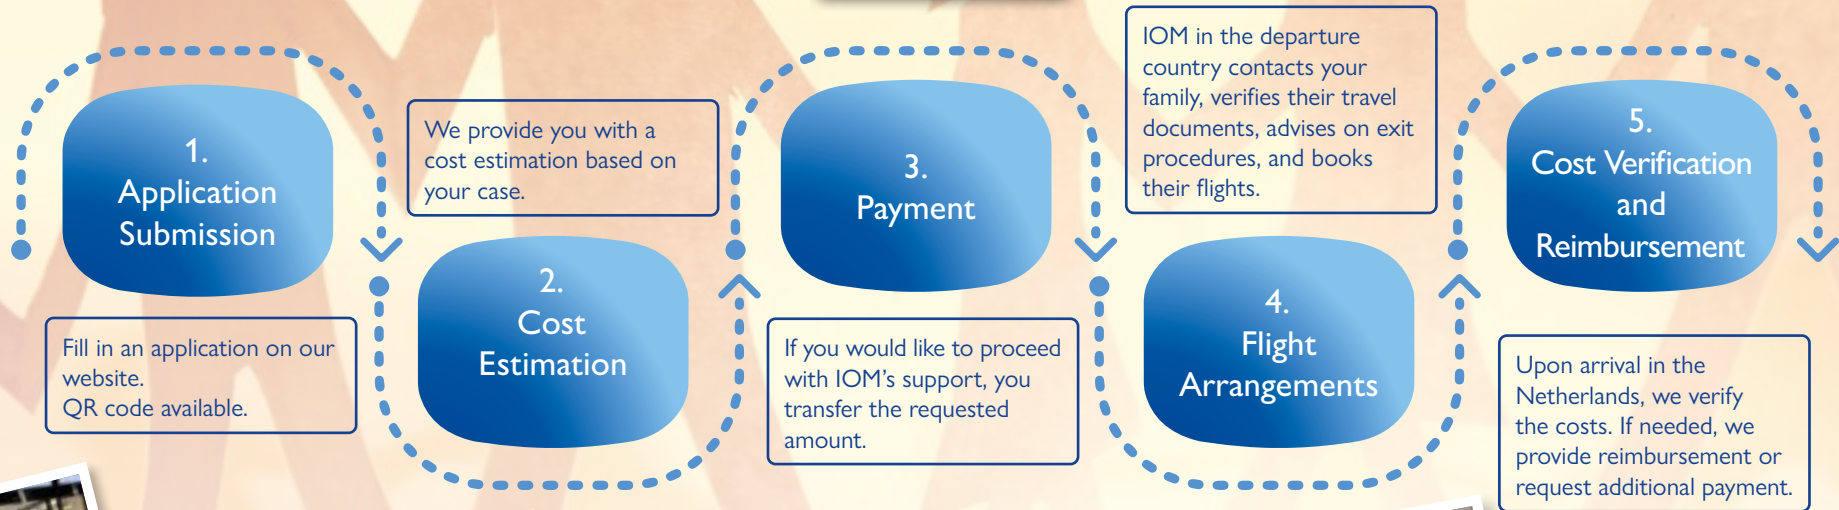 1.
Application
Submission
Fill in an application on our
website.
QR code available.
We provide you with a
cost estimation based on
your case.
2.
Cost
Estimation
3.
Payment
If you would like to proceed
with IOM's support, you
transfer the requested
amount.
IOM in the departure
country contacts your
family, verifies their travel
documents, advises on exit
procedures, and books
their flights.
4.
Flight
Arrangements
5.
Cost Verification
and
Reimbursement
Upon arrival in the
Netherlands, we verify
the costs. If needed, we
provide reimbursement or
request additional payment.